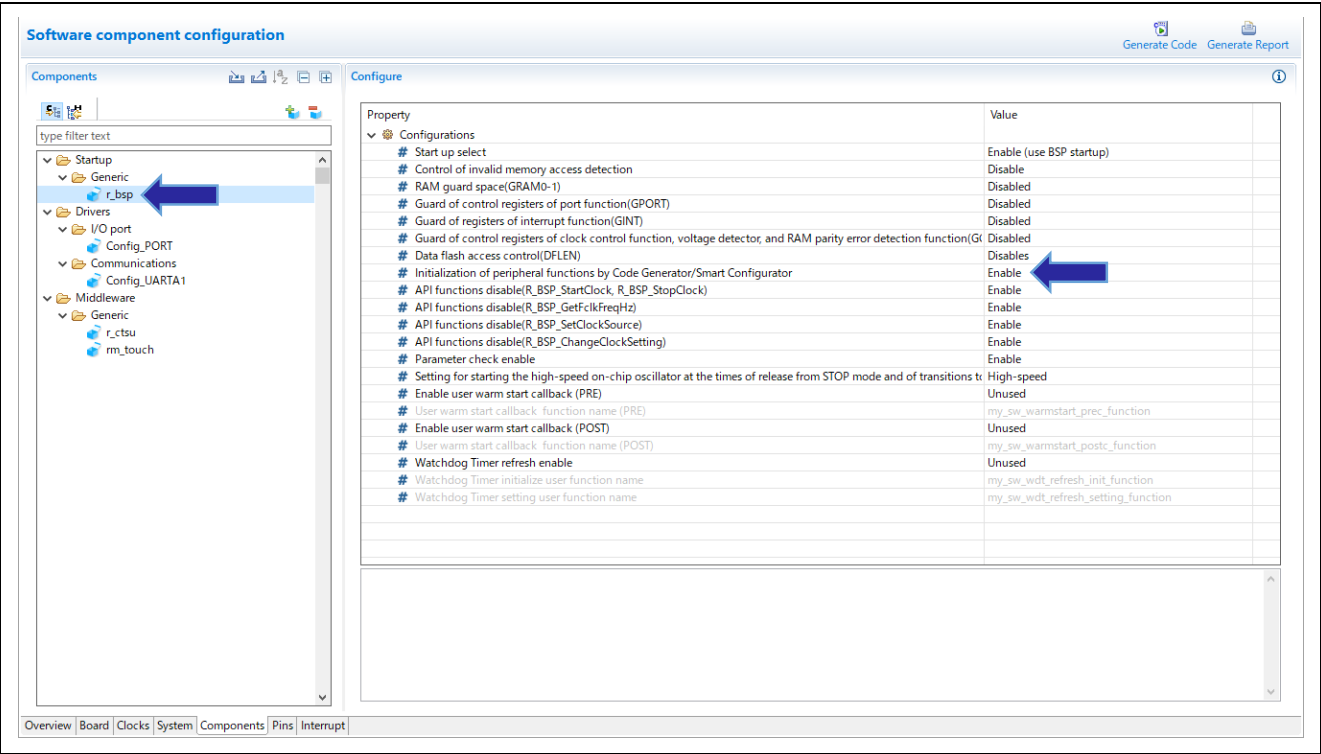 Software component configuration
Generate Code Generate Report
Components
Configure
type filter text
Startup
Generic
r_bsp
Drivers
I/O port
Config_PORT
Communications
Config_UARTA1
Middleware
Generic
r_ctsu
rm_touch
Property Value
Configurations
# Start up select Enable (use BSP startup)
# Control of invalid memory access detection Disable
# RAM guard space(GRAM0-1) Disabled
# Guard of control registers of port function(GPORT) Disabled
# Guard of registers of interrupt function(GINT) Disabled
# Guard of control registers of clock control function, voltage detector, and RAM parity error detection function(G Disabled
# Data flash access control(DFLEN) Disables
# Initialization of peripheral functions by Code Generator/Smart Configurator Enable
# API functions disable(R_BSP_StartClock, R_BSP_StopClock) Enable
# API functions disable(R_BSP_GetFclkFreqHz) Enable
# API functions disable(R_BSP_SetClockSource) Enable
# API functions disable(R_BSP_ChangeClockSetting) Enable
# Parameter check enable Enable
# Setting for starting the high-speed on-chip oscillator at the times of release from STOP mode and of transitions t High-speed
# Enable user warm start callback (PRE) Unused
# User warm start callback function name (PRE) my_sw_warmstart_prec_function
# Enable user warm start callback (POST) Unused
# User warm start callback function name (POST) my_sw_warmstart_postc_function
# Watchdog Timer refresh enable Unused
# Watchdog Timer initialize user function name my_sw_wdt_refresh_init_function
# Watchdog Timer setting user function name my_sw_wdt_refresh_setting_function
Overview Board Clocks System Components Pins Interrupt